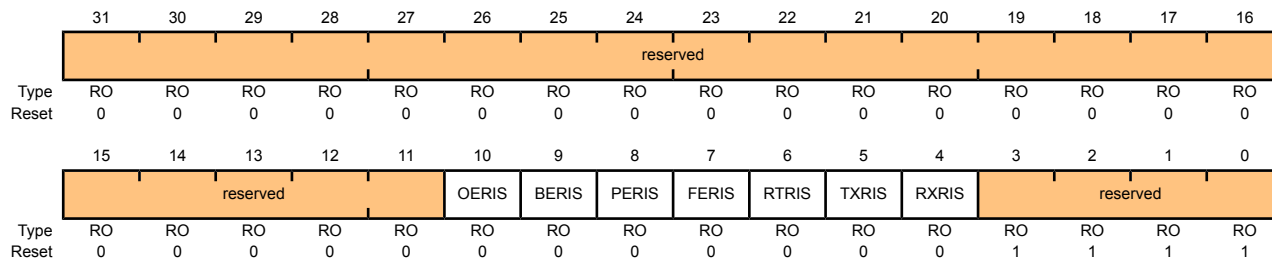 31 30 29 28 27 26 25 24 23 22 21 20 19 18 17 16
reserved
Type RO RO RO RO RO RO RO RO RO RO RO RO RO RO RO RO
Reset 0 0 0 0 0 0 0 0 0 0 0 0 0 0 0 0
15 14 13 12 11 10 9 8 7 6 5 4 3 2 1 0
reserved OERIS BERIS PERIS FERIS RTRIS TXRIS RXRIS reserved
Type RO RO RO RO RO RO RO RO RO RO RO RO RO RO RO RO
Reset 0 0 0 0 0 0 0 0 0 0 0 0 1 1 1 1